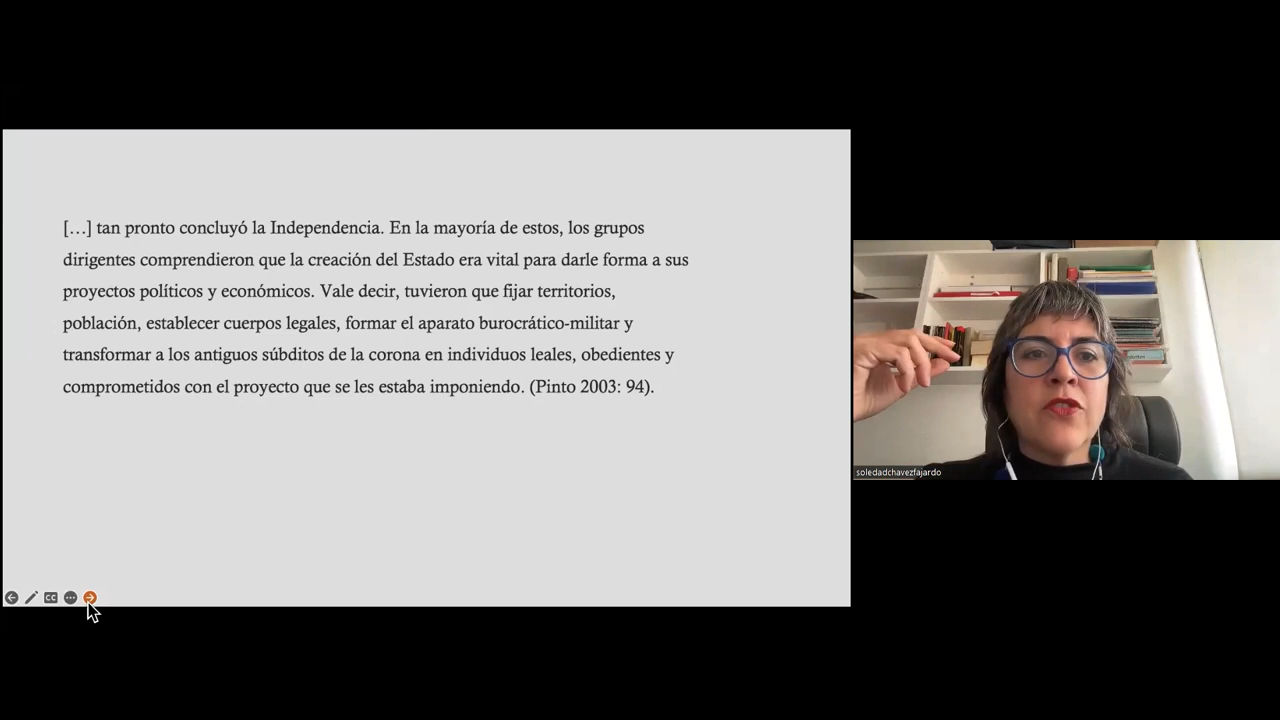 […] tan pronto concluyó la Independencia. En la mayoría de estos, los grupos
dirigentes comprendieron que la creación del Estado era vital para darle forma a sus
proyectos políticos y económicos. Vale decir, tuvieron que fijar territorios,
población, establecer cuerpos legales, formar el aparato burocrático-militar y
transformar a los antiguos súbditos de la corona en individuos leales, obedientes y
comprometidos con el proyecto que se les estaba imponiendo. (Pinto 2003: 94).
soledadchavezfajardo
CC